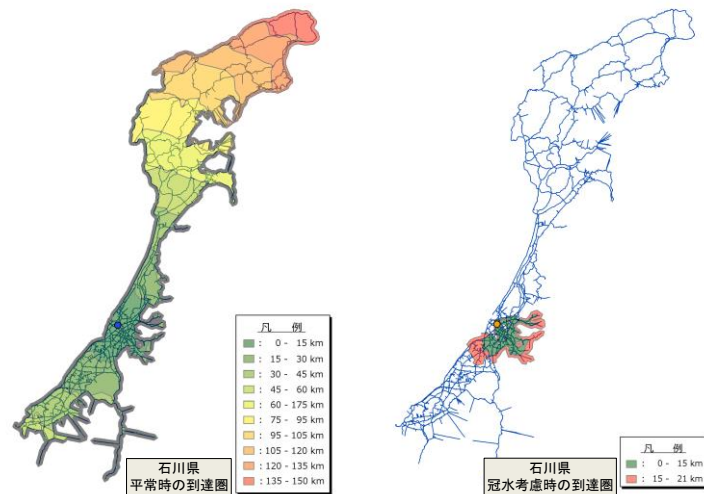 凡 例
: 0 - 15 km
: 15 - 30 km
: 30 - 45 km
: 45 - 60 km
: 60 - 175 km
: 75 - 95 km
: 95 - 105 km
: 105 - 120 km
: 120 - 135 km
: 135 - 150 km
石川県
平常時の到達圏
凡 例
: 0 - 15 km
: 15 - 21 km
石川県
冠水考慮時の到達圏